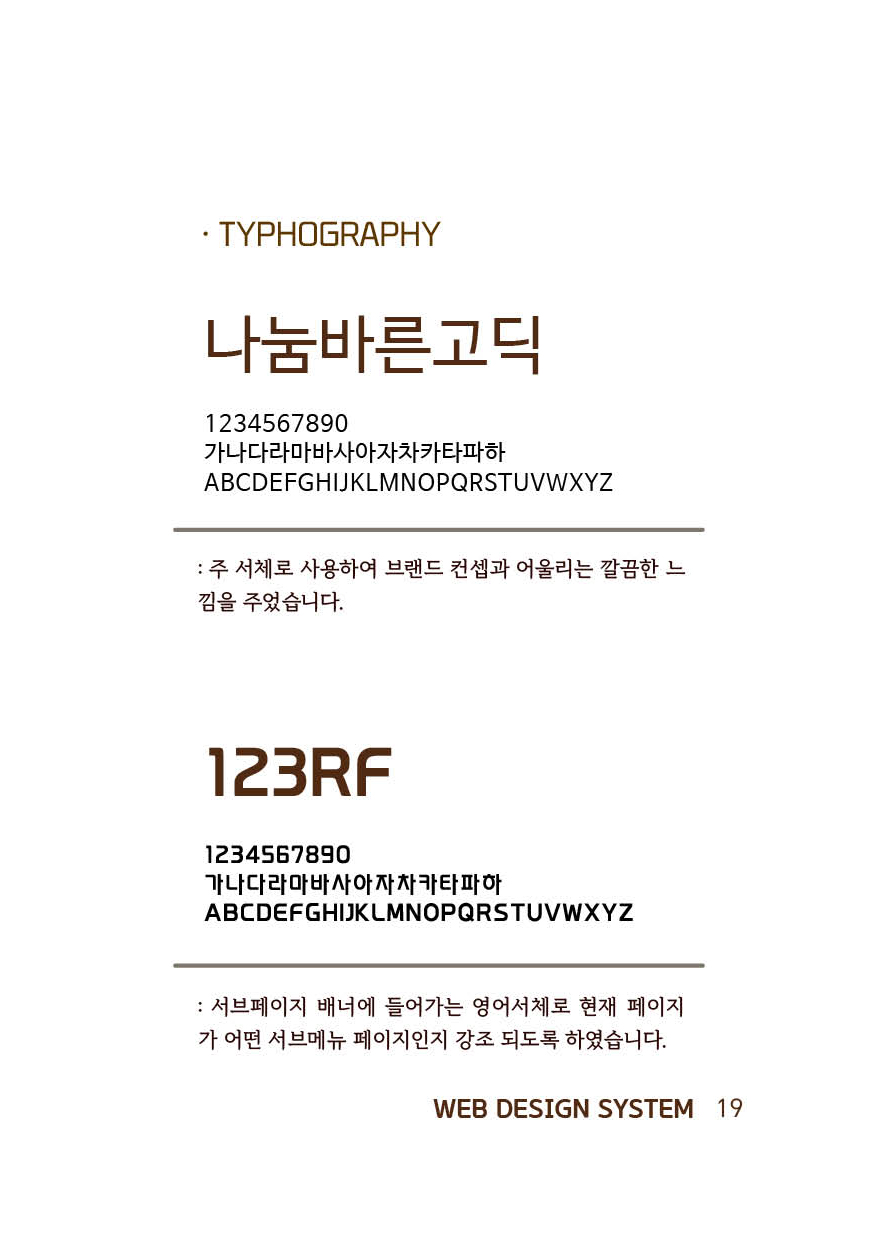 · TYPHOGRAPHY
나눔바른고딕
1234567890
가나다라마바사아자차카타파하
ABCDEFGHIJKLMNOPQRSTUVWXYZ
: 주 서체로 사용하여 브랜드 컨셉과 어울리는 깔끔한 느
낌을 주었습니다.
123RF
1234567890
가나다라마바사아자차카타파하
ABCDEFGHIJKLMNOPQRSTUVWXYZ
: 서브페이지 배너에 들어가는 영어서체로 현재 페이지
가 어떤 서브메뉴 페이지인지 강조 되도록 하였습니다.
WEB DESIGN SYSTEM 19